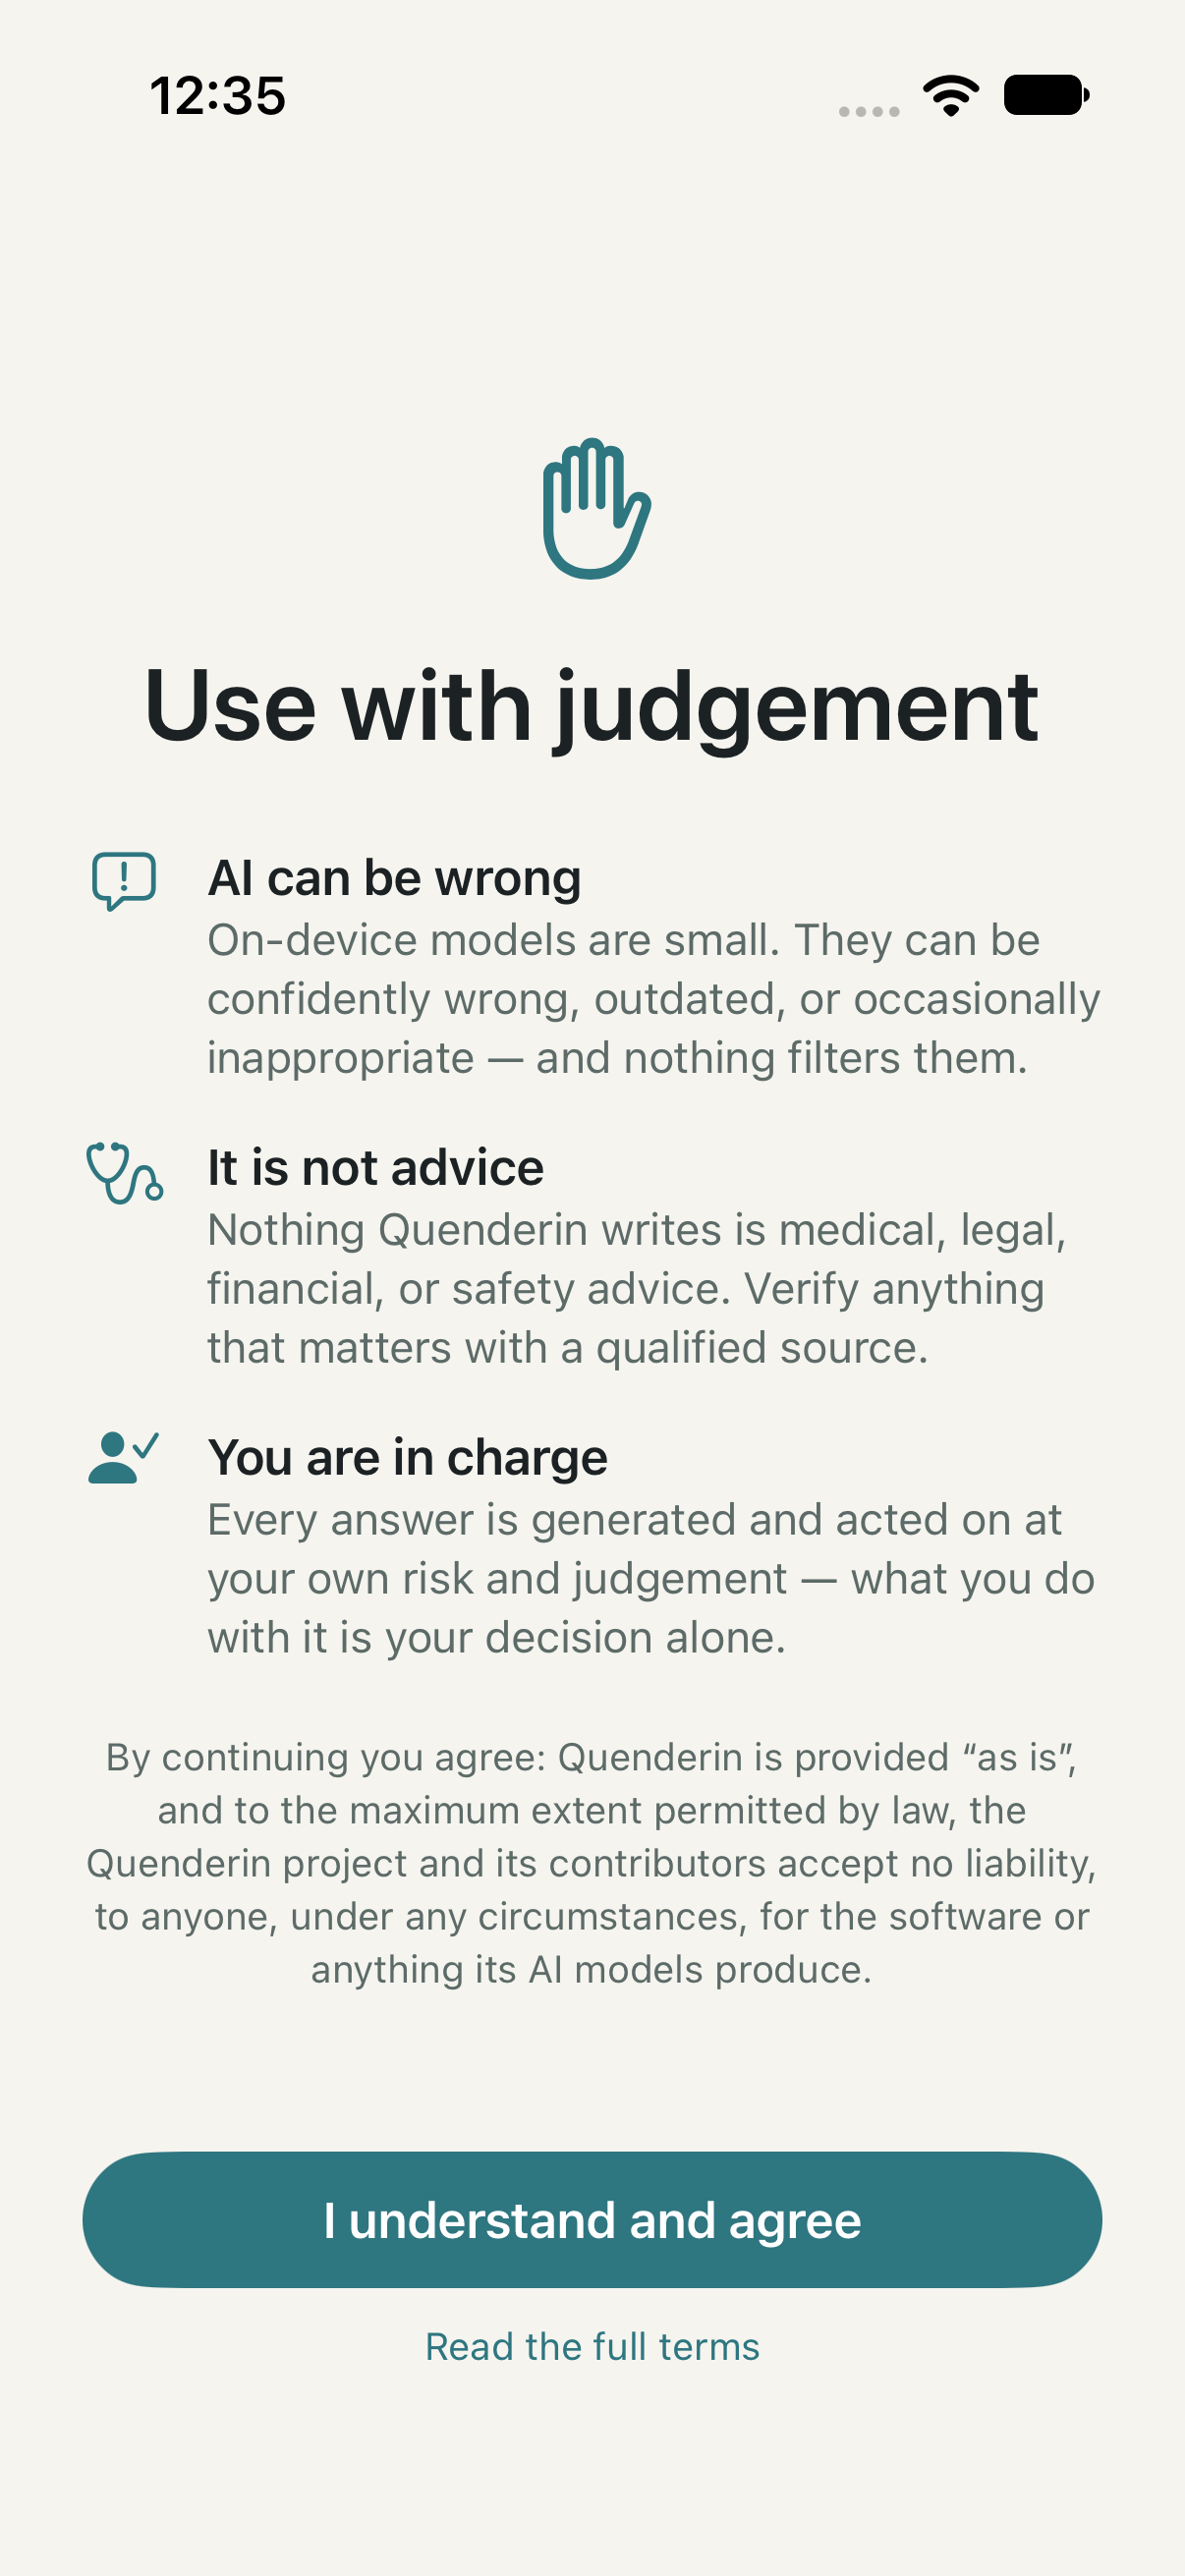 12:35
Use with judgement
AI can be wrong
On-device models are small. They can be
confidently wrong, outdated, or occasionally
inappropriate — and nothing filters them.
It is not advice
Nothing Quenderin writes is medical, legal,
financial, or safety advice. Verify anything
that matters with a qualified source.
You are in charge
Every answer is generated and acted on at
your own risk and judgement — what you do
with it is your decision alone.
By continuing you agree: Quenderin is provided “as is”,
and to the maximum extent permitted by law, the
Quenderin project and its contributors accept no liability,
to anyone, under any circumstances, for the software or
anything its AI models produce.
I understand and agree
Read the full terms